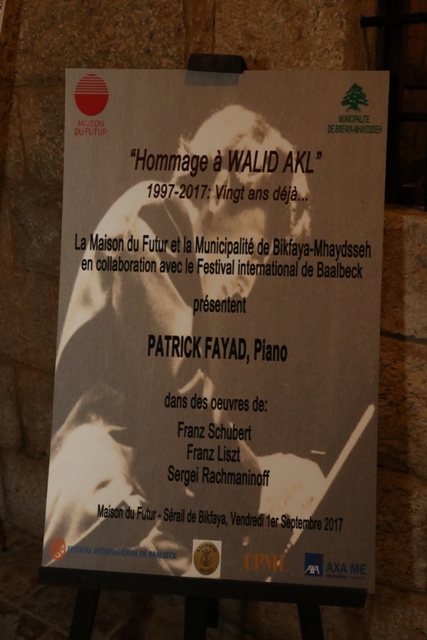 MAISON
DU FUTUR
MUNICIPALITÉ
DE BIKFAYA-MHAYDSSEH
"Hommage à WALID AKL"
1997-2017: Vingt ans déjà...
La Maison du Futur et la Municipalité de Bikfaya-Mhaydsseh
en collaboration avec le Festival international de Baalbeck
présentent
PATRICK FAYAD, Piano
dans des oeuvres de:
Franz Schubert
Franz Liszt
Sergei Rachmaninoff
Maison du Futur - Sérail de Bikfaya, Vendredi 1er Septembre 2017
FESTIVAL INTERNATIONAL DE BAALBECK
AXA ME